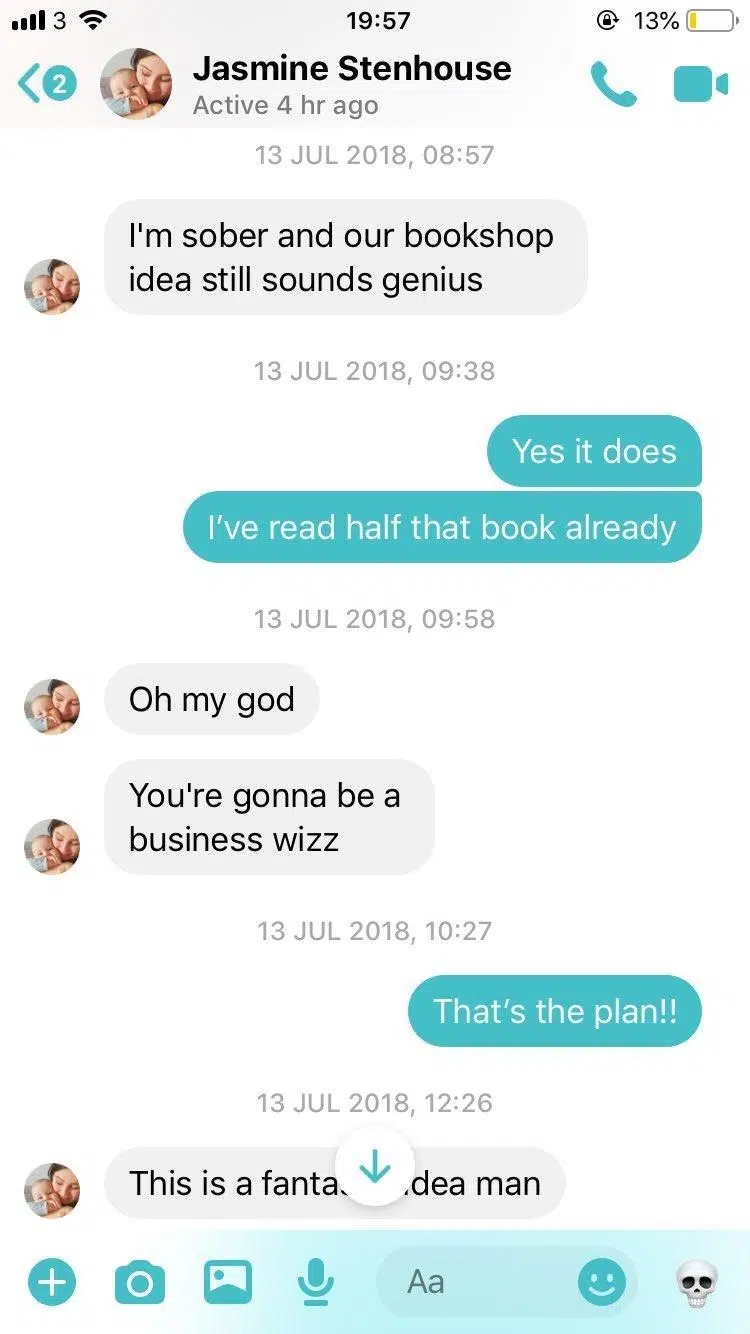 3 19:57 13%
2 Jasmine Stenhouse
Active 4 hr ago
13 JUL 2018, 08:57
I'm sober and our bookshop
idea still sounds genius
13 JUL 2018, 09:38
Yes it does
I’ve read half that book already
13 JUL 2018, 09:58
Oh my god
You're gonna be a
business wizz
13 JUL 2018, 10:27
That’s the plan!!
13 JUL 2018, 12:26
This is a man
Aa